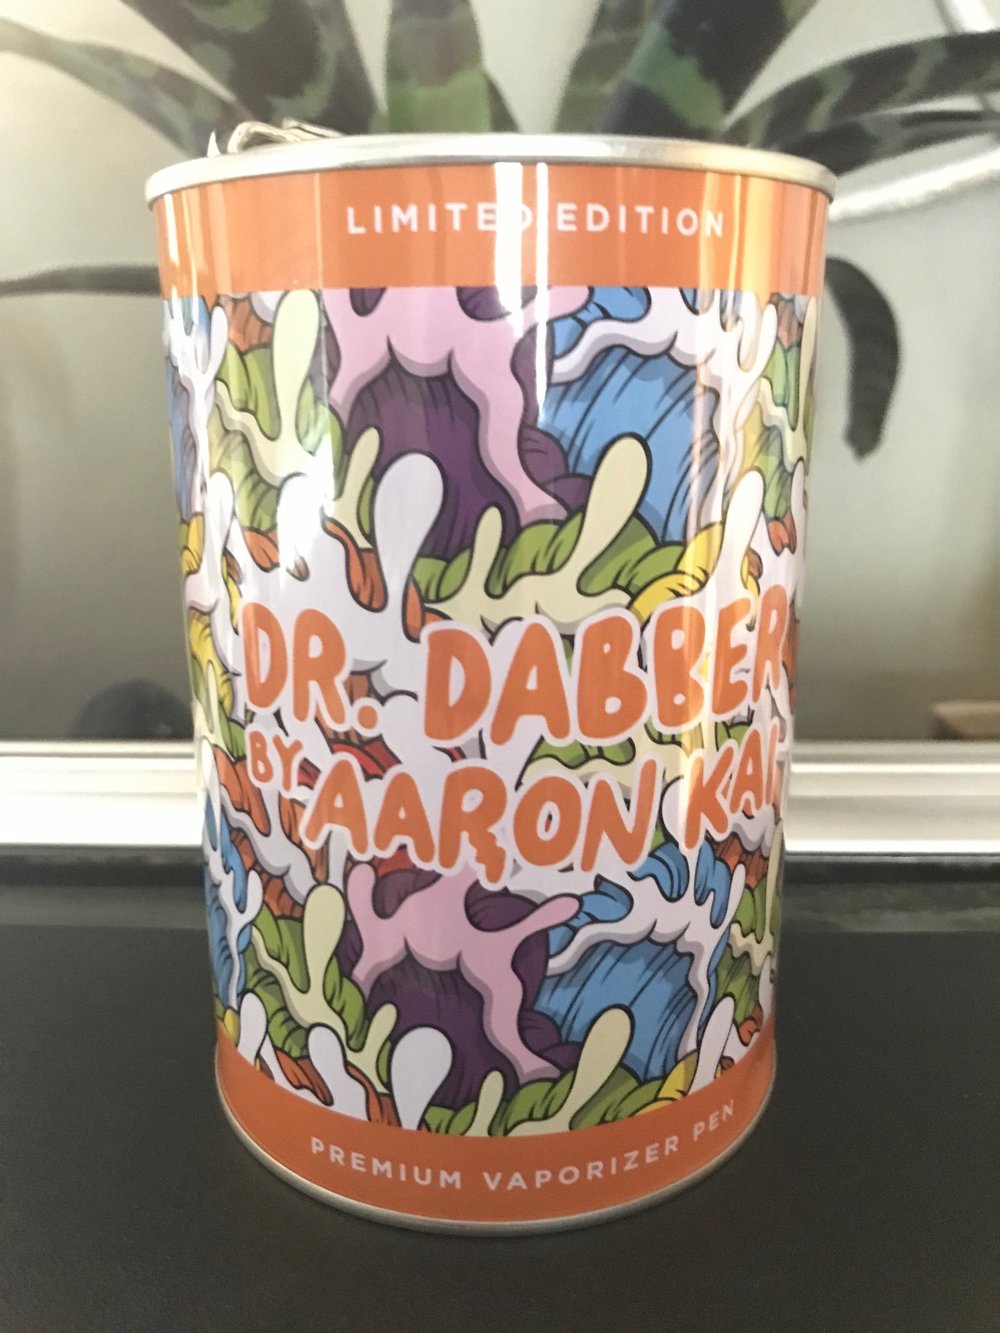 LIMITED EDITION
DR. DABBER
BY AARON KAI
PREMIUM VAPORIZER PEN